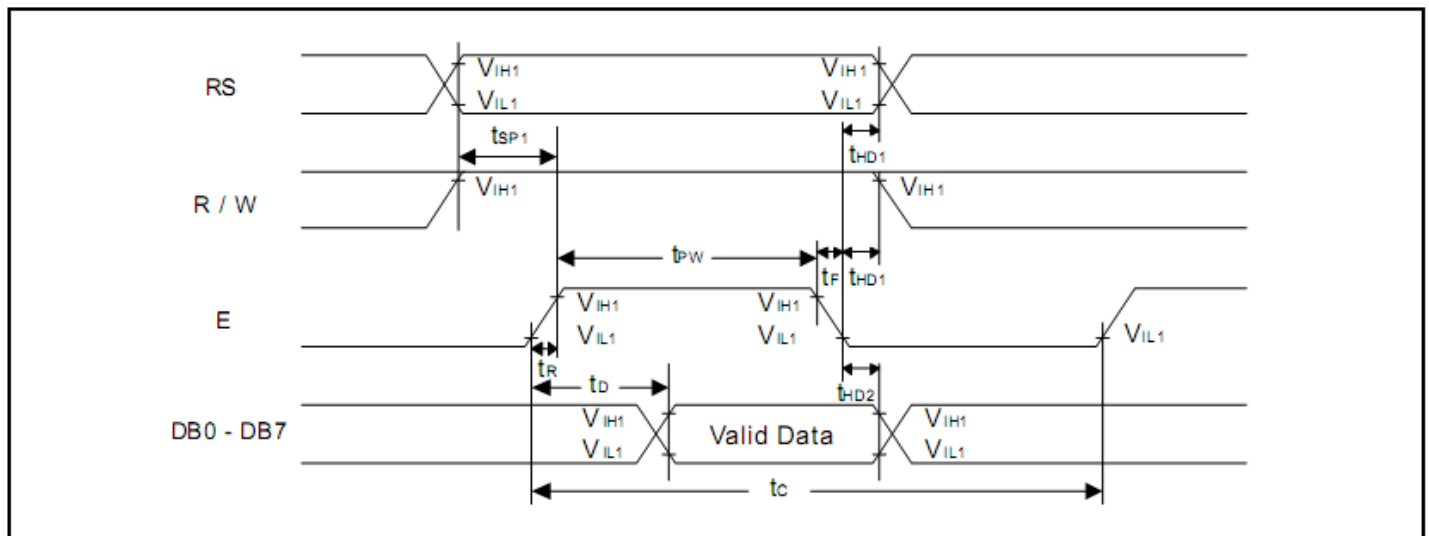 RS
VIH1
VIL1
VIH1
VIL1
tSP1
tHD1
R / W
VIH1
VIH1
tPW
tF
tHD1
E
VIH1
VIL1
VIH1
VIL1
VIL1
tR
tD
tHD2
DB0 - DB7
VIH1
VIL1
Valid Data
VIH1
VIL1
tC